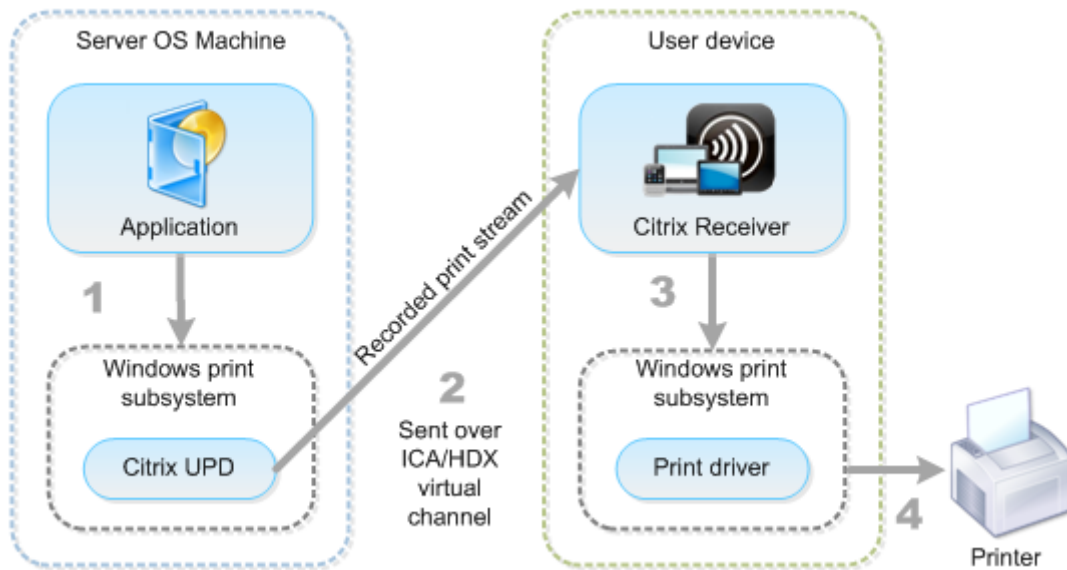 Server OS Machine
Application
1
Windows print
subsystem
Citrix UPD
Recorded print stream
2
Sent over
ICA/HDX
virtual
channel
User device
Citrix Receiver
3
Windows print
subsystem
Print driver
4
Printer